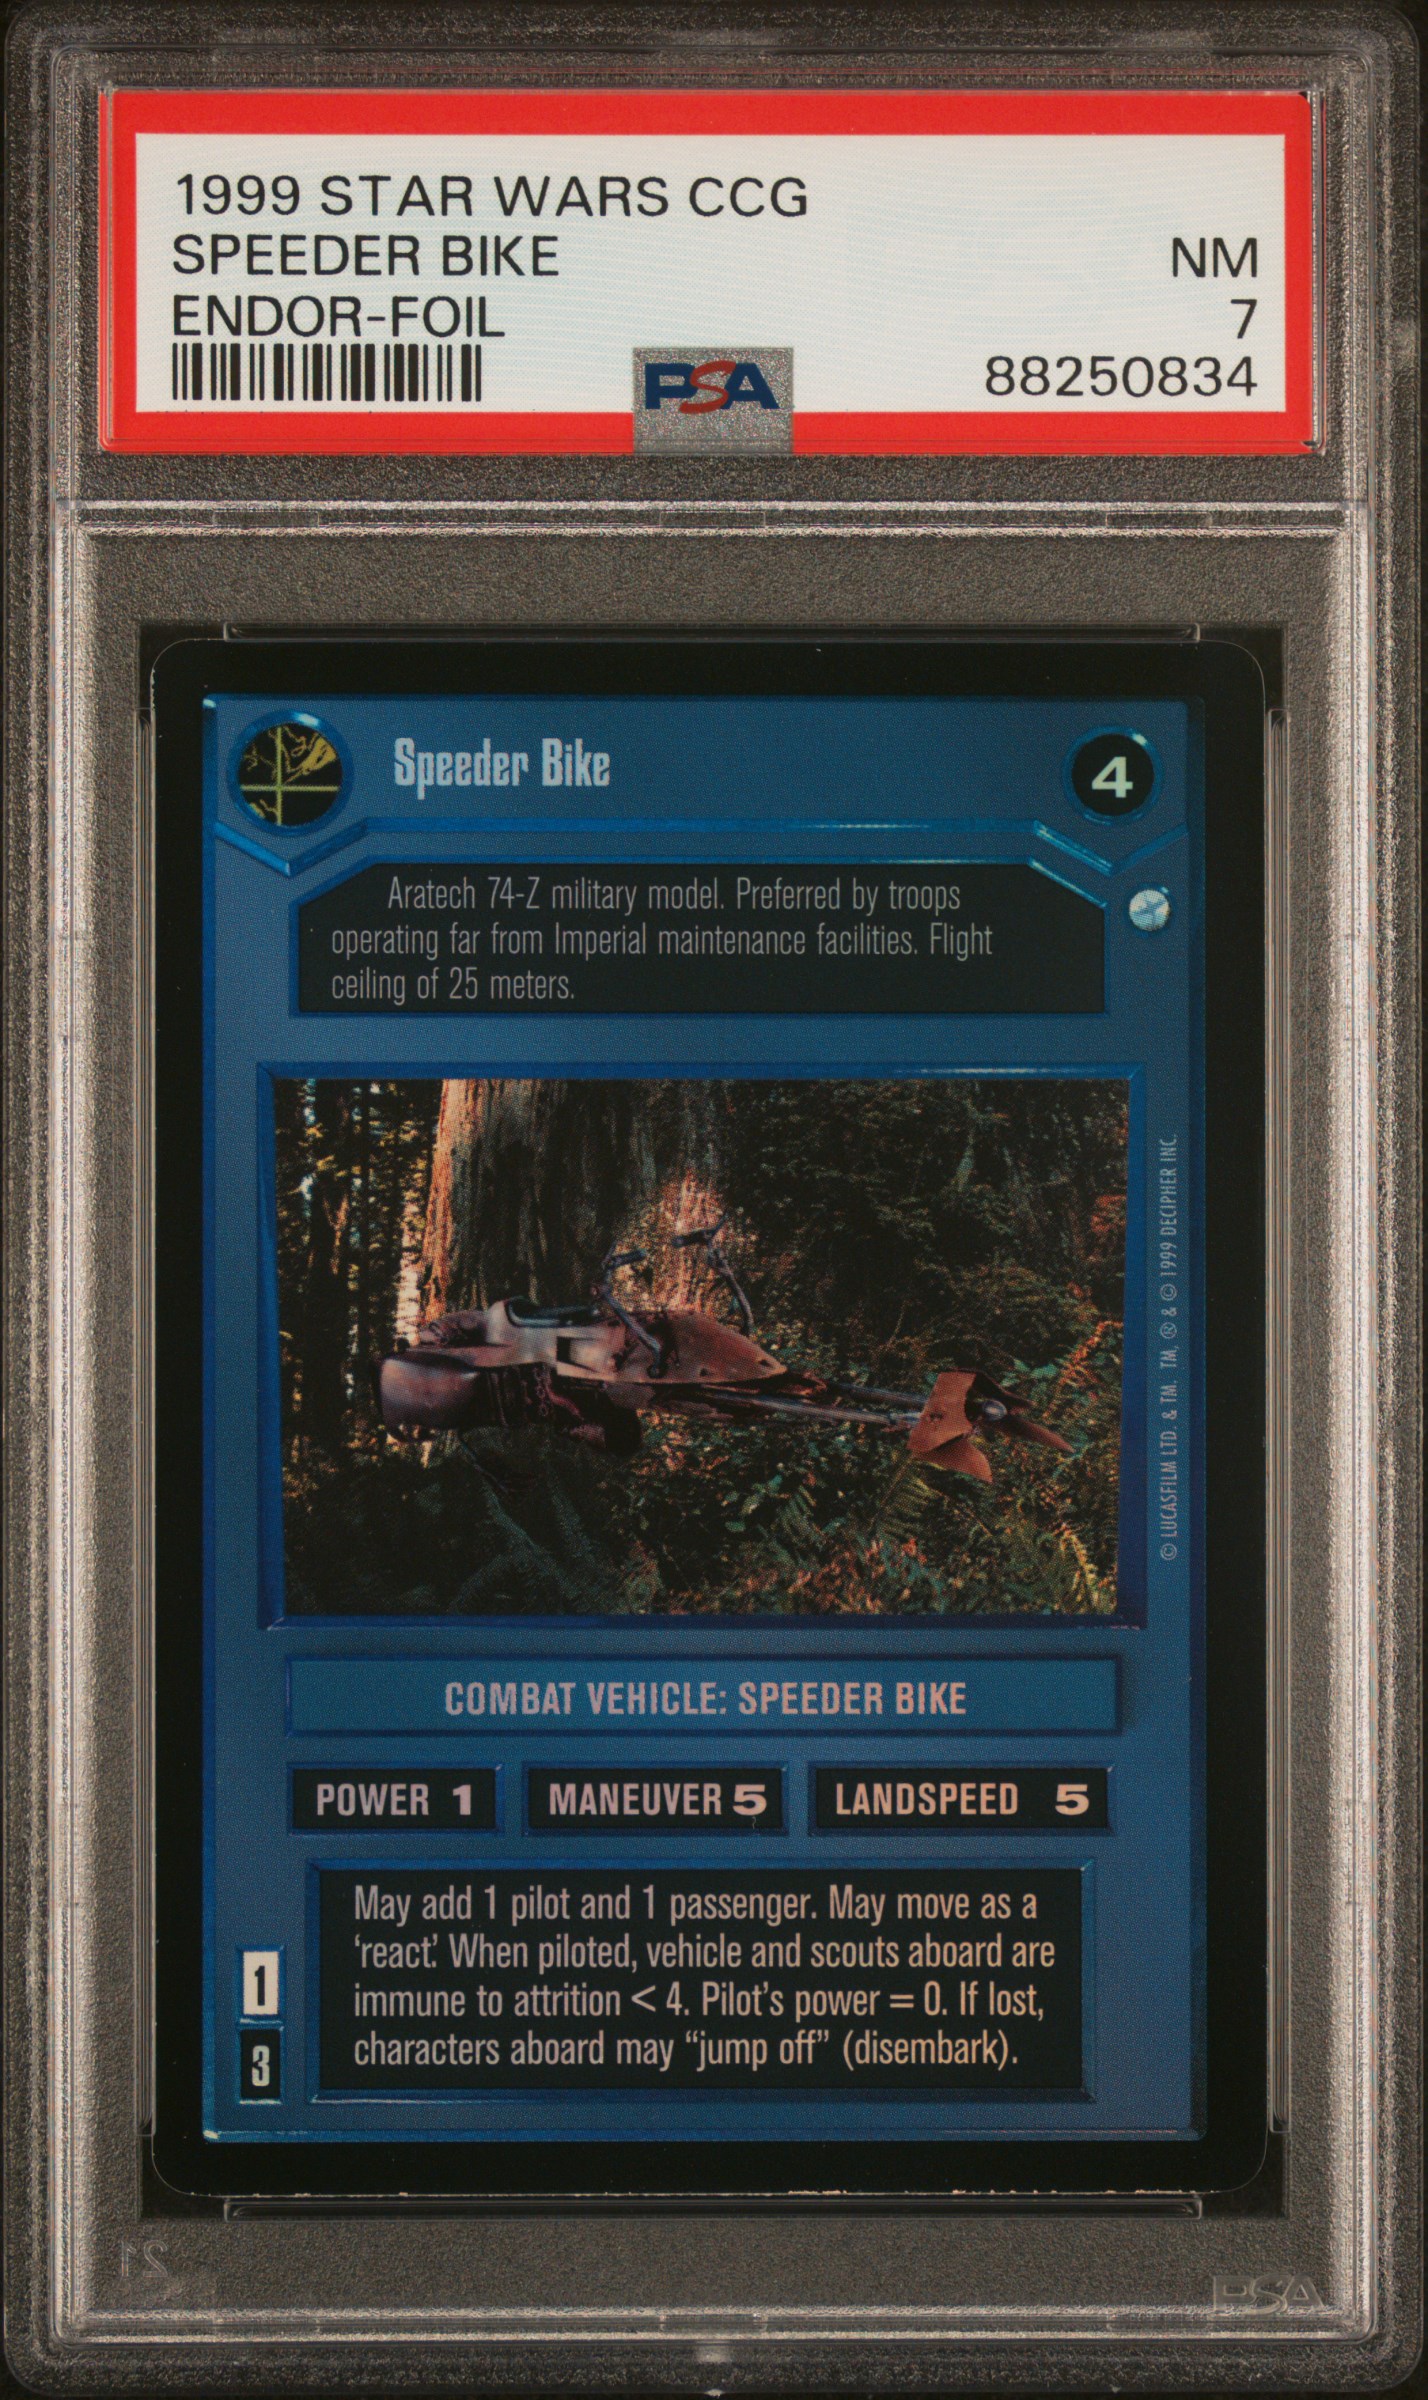 1999 STAR WARS CCG
SPEEDER BIKE NM
ENDOR-FOIL 7
PSA 88250834
Speeder Bike 4
Aratech 74-Z military model. Preferred by troops
operating far from Imperial maintenance facilities. Flight
ceiling of 25 meters.
© LUCASFILM LTD. & TM. TM, ® & © 1999 DECIPHER INC.
COMBAT VEHICLE: SPEEDER BIKE
POWER 1 MANEUVER 5 LANDSPEED 5
May add 1 pilot and 1 passenger. May move as a
‘react.’ When piloted, vehicle and scouts aboard are
immune to attrition < 4. Pilot’s power = 0. If lost,
characters aboard may “jump off” (disembark).
1
3
21
PSA